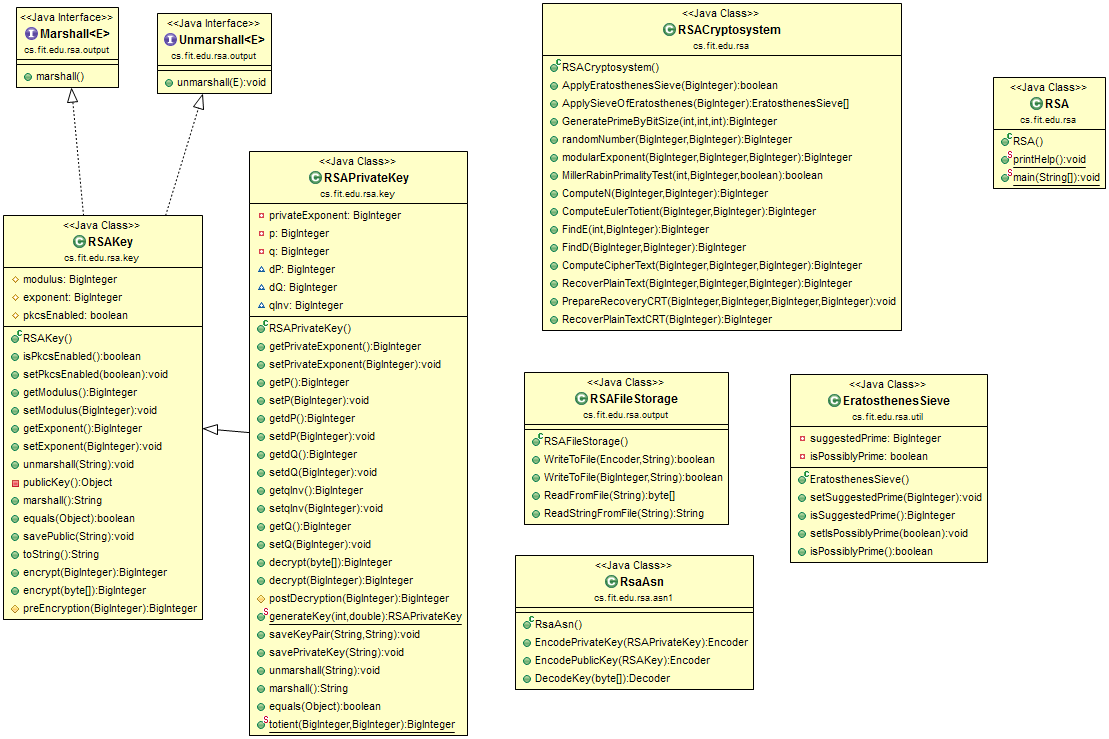 <<Java Interface>>
Marshall<E>
cs.fit.edu.rsa.output
marshall()
<<Java Interface>>
Unmarshall<E>
cs.fit.edu.rsa.output
unmarshall(E):void
<<Java Class>>
RSAKey
cs.fit.edu.rsa.key
modulus: BigInteger
exponent: BigInteger
pkcsEnabled: boolean
RSAKey()
isPkcsEnabled():boolean
setPkcsEnabled(boolean):void
getModulus():BigInteger
setModulus(BigInteger):void
getExponent():BigInteger
setExponent(BigInteger):void
unmarshall(String):void
publicKey():Object
marshall():String
equals(Object):boolean
savePublic(String):void
toString():String
encrypt(BigInteger):BigInteger
encrypt(byte[]):BigInteger
preEncryption(BigInteger):BigInteger
<<Java Class>>
RSAPrivateKey
cs.fit.edu.rsa.key
privateExponent: BigInteger
p: BigInteger
q: BigInteger
dP: BigInteger
dQ: BigInteger
qInv: BigInteger
RSAPrivateKey()
getPrivateExponent():BigInteger
setPrivateExponent(BigInteger):void
getP():BigInteger
setP(BigInteger):void
getdP():BigInteger
setdP(BigInteger):void
getdQ():BigInteger
setdQ(BigInteger):void
getqInv():BigInteger
setqInv(BigInteger):void
getQ():BigInteger
setQ(BigInteger):void
decrypt(byte[]):BigInteger
decrypt(BigInteger):BigInteger
postDecryption(BigInteger):BigInteger
generateKey(int,double):RSAPrivateKey
saveKeyPair(String,String):void
savePrivateKey(String):void
unmarshall(String):void
marshall():String
equals(Object):boolean
totient(BigInteger,BigInteger):BigInteger
<<Java Class>>
RSACryptosystem
cs.fit.edu.rsa
RSACryptosystem()
ApplyEratosthenesSieve(BigInteger):boolean
ApplySieveOfEratosthenes(BigInteger):EratosthenesSieve[]
GeneratePrimeByBitSize(int,int,int):BigInteger
randomNumber(BigInteger,BigInteger):BigInteger
modularExponent(BigInteger,BigInteger,BigInteger):BigInteger
MillerRabinPrimalityTest(int,BigInteger,boolean):boolean
ComputeN(BigInteger,BigInteger):BigInteger
ComputeEulerTotient(BigInteger,BigInteger):BigInteger
FindE(int,BigInteger):BigInteger
FindD(BigInteger,BigInteger):BigInteger
ComputeCipherText(BigInteger,BigInteger,BigInteger):BigInteger
RecoverPlainText(BigInteger,BigInteger,BigInteger):BigInteger
PrepareRecoveryCRT(BigInteger,BigInteger,BigInteger,BigInteger):void
RecoverPlainTextCRT(BigInteger):BigInteger
<<Java Class>>
RSA
cs.fit.edu.rsa
RSA()
printHelp():void
main(String[]):void
<<Java Class>>
RSAFileStorage
cs.fit.edu.rsa.output
RSAFileStorage()
WriteToFile(Encoder,String):boolean
WriteToFile(BigInteger,String):boolean
ReadFromFile(String):byte[]
ReadStringFromFile(String):String
<<Java Class>>
EratosthenesSieve
cs.fit.edu.rsa.util
suggestedPrime: BigInteger
isPossiblyPrime: boolean
EratosthenesSieve()
setSuggestedPrime(BigInteger):void
isSuggestedPrime():BigInteger
setIsPossiblyPrime(boolean):void
isPossiblyPrime():boolean
<<Java Class>>
RsaAsn
cs.fit.edu.rsa.asn1
RsaAsn()
EncodePrivateKey(RSAPrivateKey):Encoder
EncodePublicKey(RSAKey):Encoder
DecodeKey(byte[]):Decoder